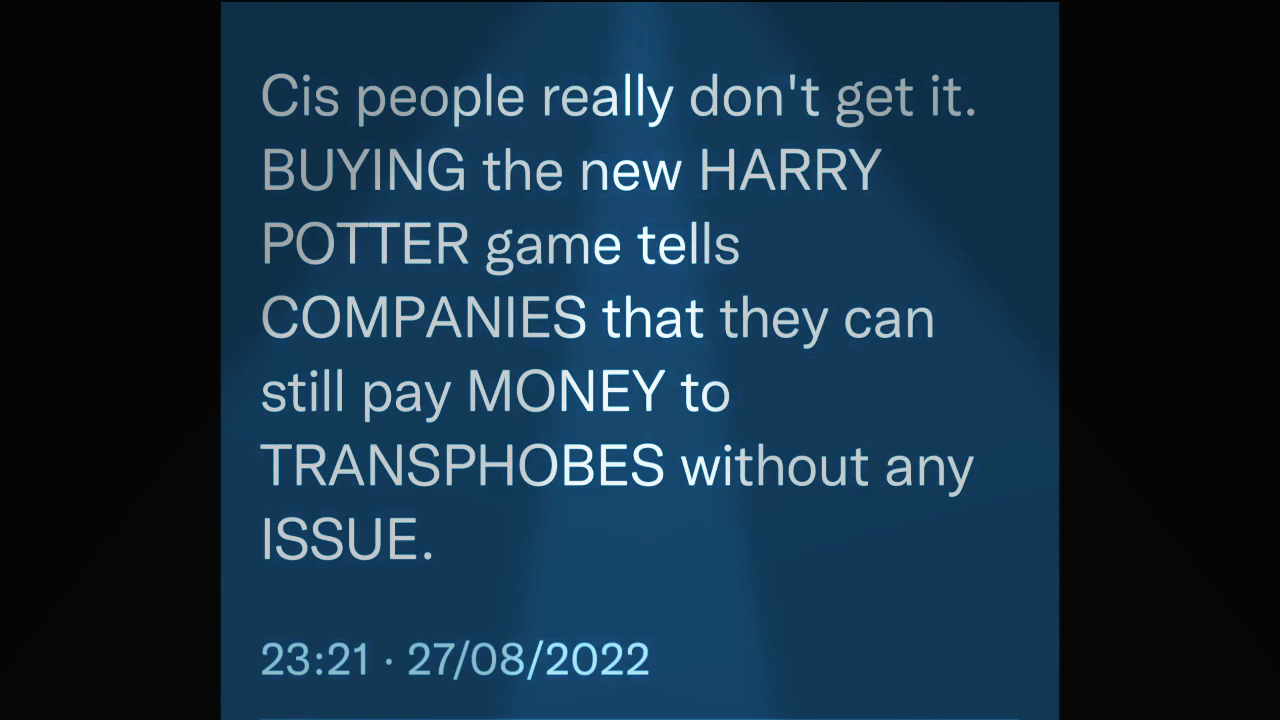 Cis people really don't get it.
BUYING the new HARRY
POTTER game tells
COMPANIES that they can
still pay MONEY to
TRANSPHOBES without any
ISSUE.
23:21 · 27/08/2022